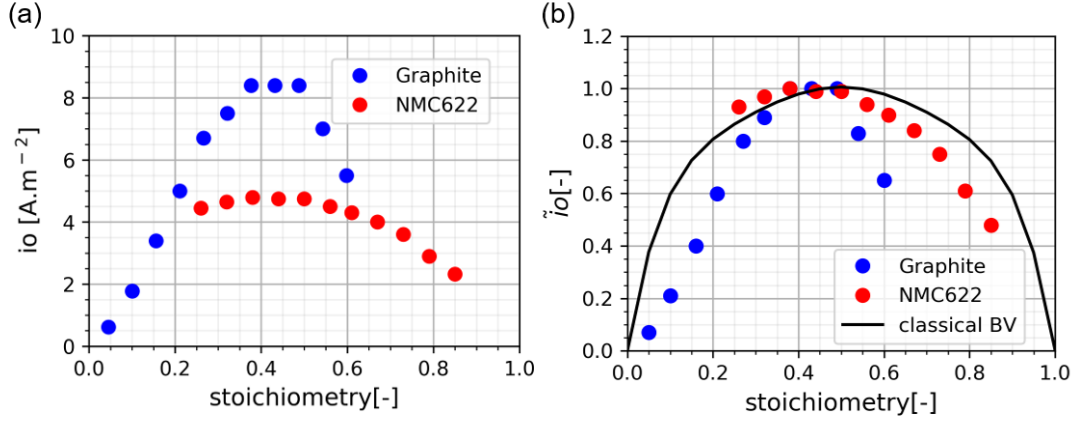 (a)
10
8
6
4
2
0
io [A.m⁻²]
Graphite
NMC622
0.0 0.2 0.4 0.6 0.8 1.0
stoichiometry[-]
(b)
1.2
1.0
0.8
0.6
0.4
0.2
0.0
ĩo[-]
Graphite
NMC622
classical BV
0.0 0.2 0.4 0.6 0.8 1.0
stoichiometry[-]